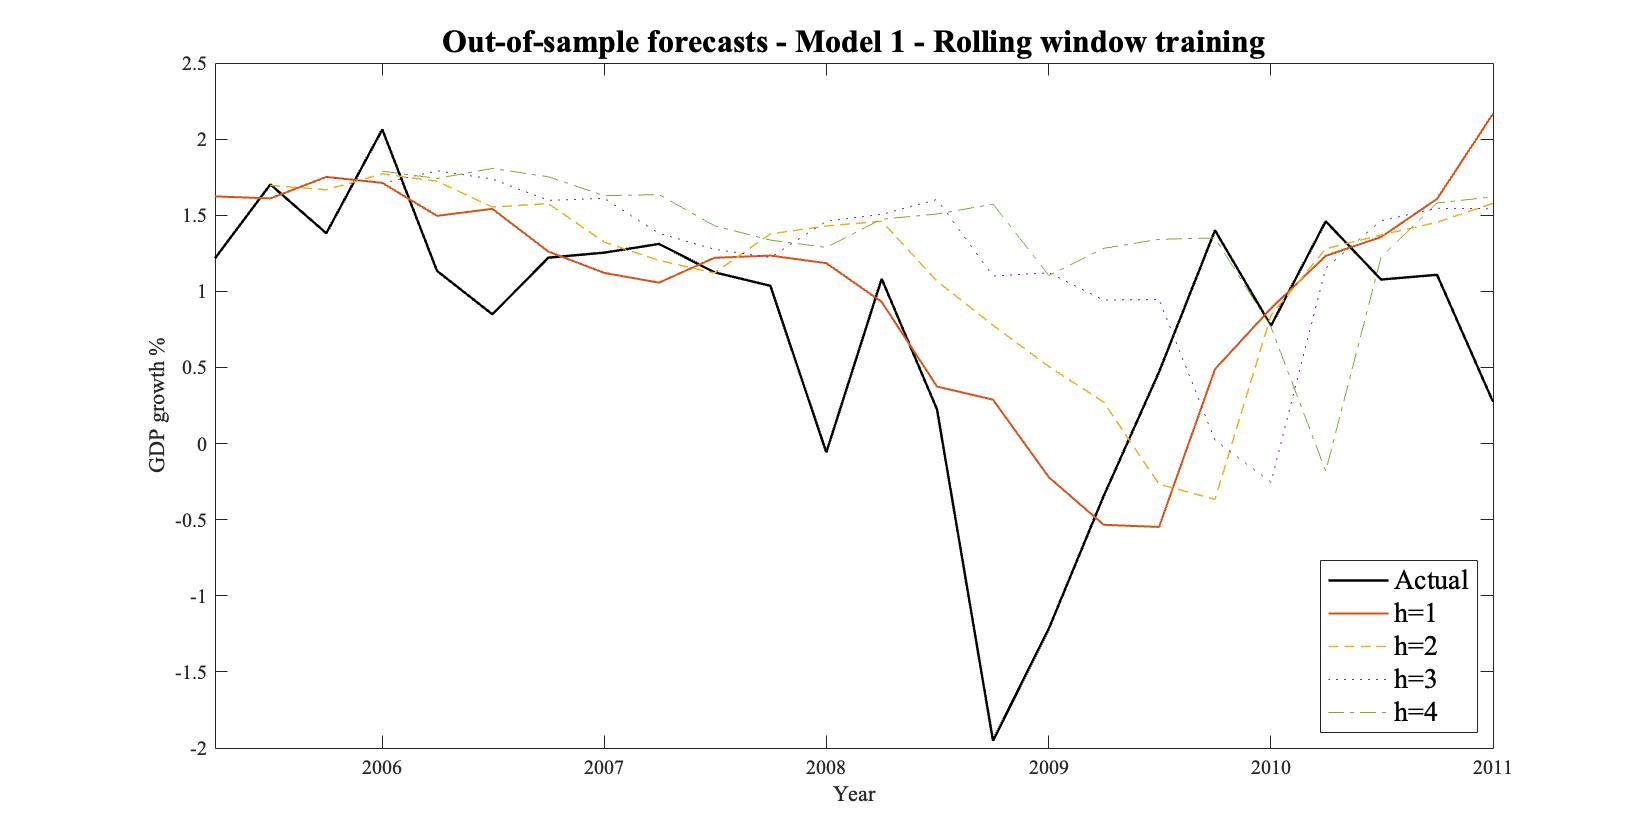 Out-of-sample forecasts - Model 1 - Rolling window training
2.5
2
1.5
1
0.5
0
-0.5
-1
-1.5
-2
GDP growth %
2006 2007 2008 2009 2010 2011
Year
Actual
h=1
h=2
h=3
h=4